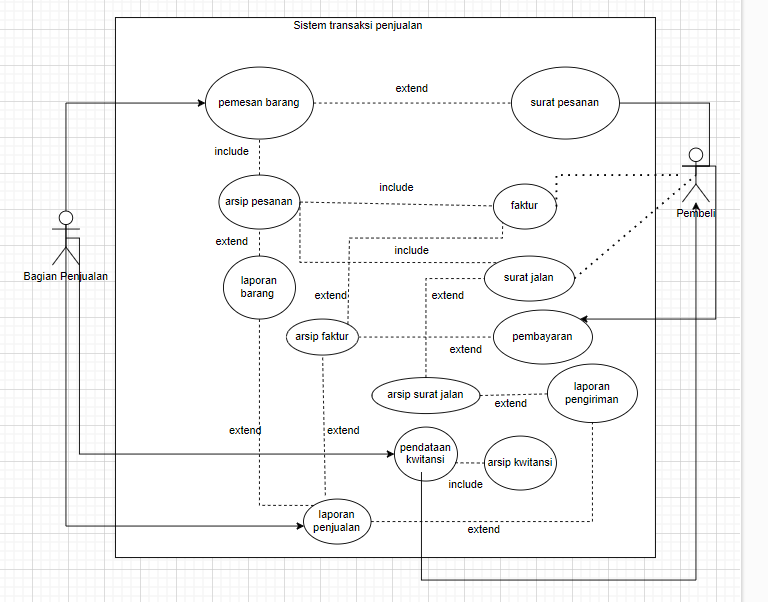 Sistem transaksi penjualan
extend
pemesan barang
surat pesanan
include
include
arsip pesanan
faktur
Pembeli
extend
include
Bagian Penjualan
laporan
barang
surat jalan
extend
extend
arsip faktur
pembayaran
extend
laporan
pengiriman
arsip surat jalan
extend
extend
extend
pendataan
kwitansi
arsip kwitansi
include
laporan
penjualan
extend